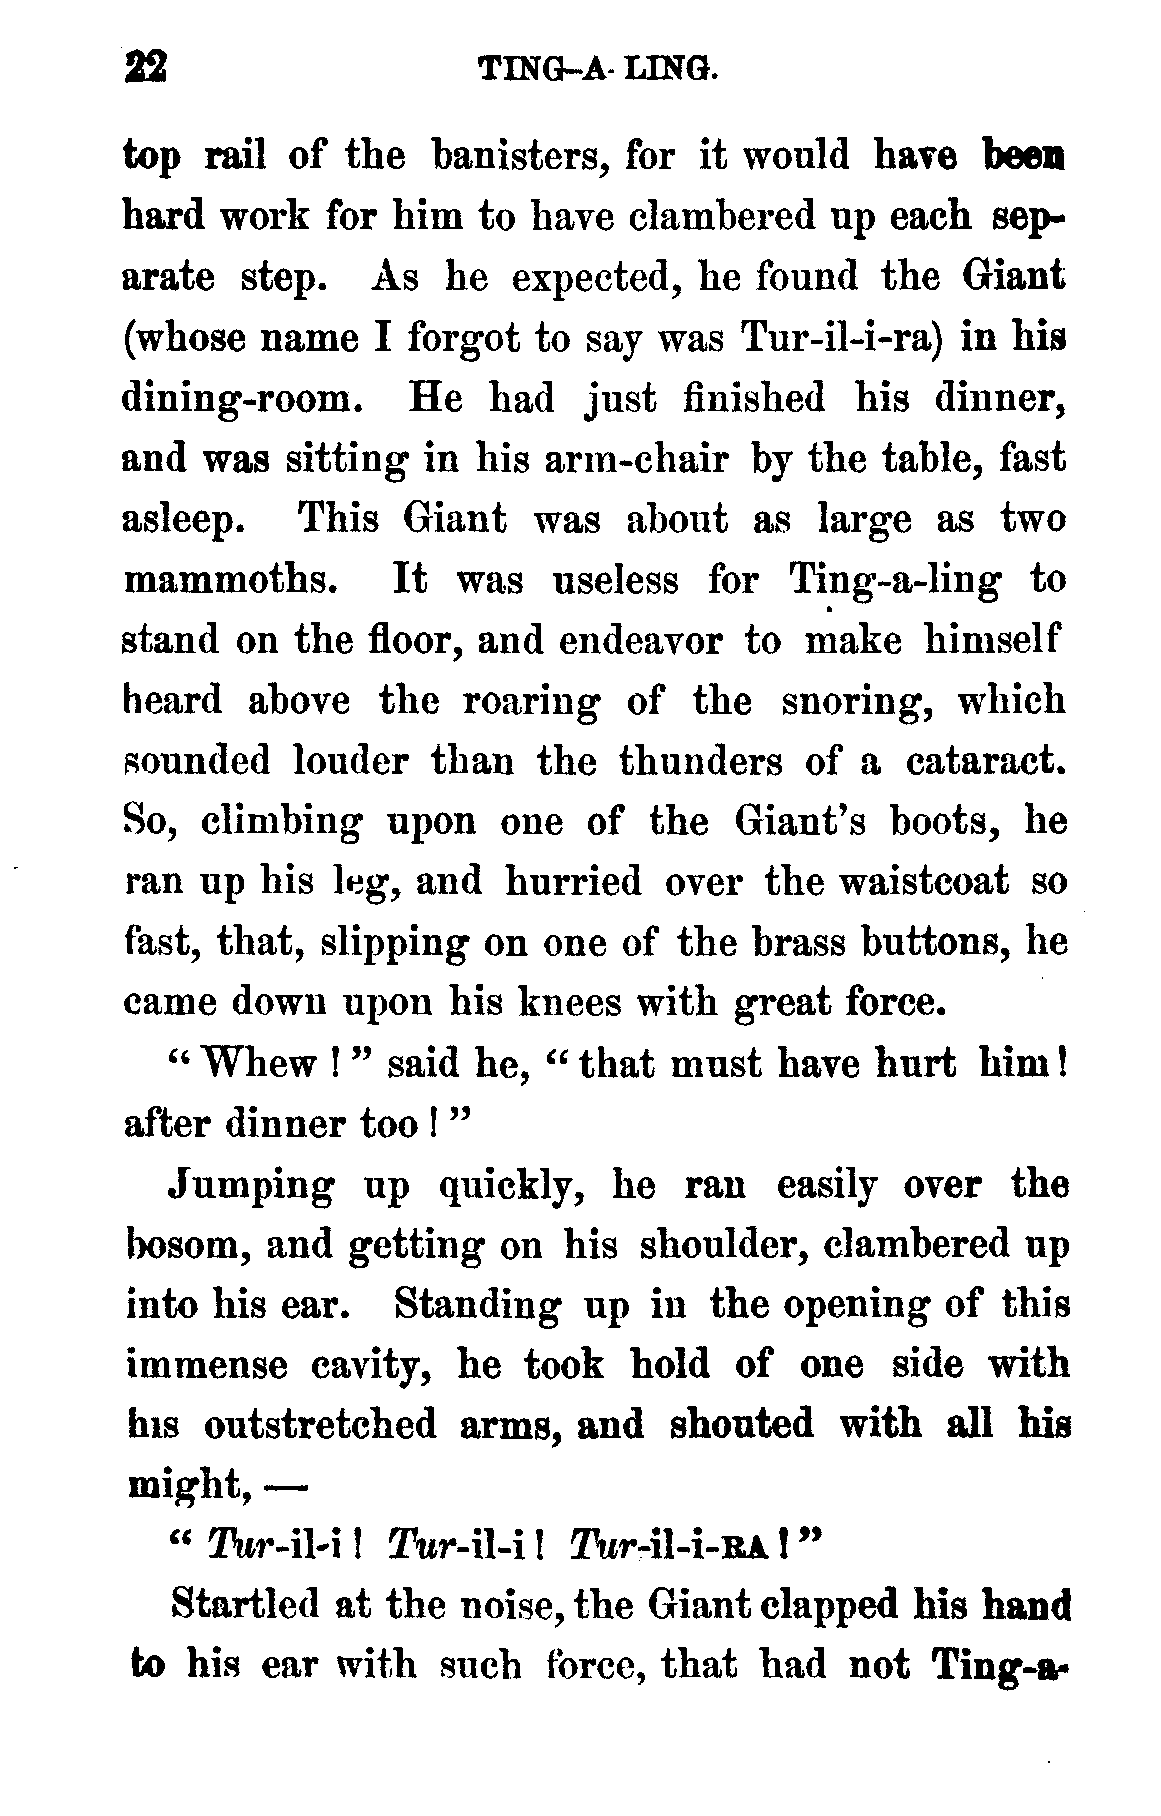 22 TING-A-LING.
top rail of the banisters, for it would have been
hard work for him to have clambered up each sep-
arate step. As he expected, he found the Giant
(whose name I forgot to say was Tur-il-i-ra) in his
dining-room. He had just finished his dinner,
and was sitting in his arm-chair by the table, fast
asleep. This Giant was about as large as two
mammoths. It was useless for Ting-a-ling to
stand on the floor, and endeavor to make himself
heard above the roaring of the snoring, which
sounded louder than the thunders of a cataract.
So, climbing upon one of the Giant's boots, he
ran up his leg, and hurried over the waistcoat so
fast, that, slipping on one of the brass buttons, he
came down upon his knees with great force.
"Whew!" said he, "that must have hurt him!
after dinner too!"
Jumping up quickly, he ran easily over the
bosom, and getting on his shoulder, clambered up
into his ear. Standing up in the opening of this
immense cavity, he took hold of one side with
his outstretched arms, and shouted with all his
might, —
"Tur-il-i! Tur-il-i! Tur-il-i-RA!"
Startled at the noise, the Giant clapped his hand
to his ear with such force, that had not Ting-a-